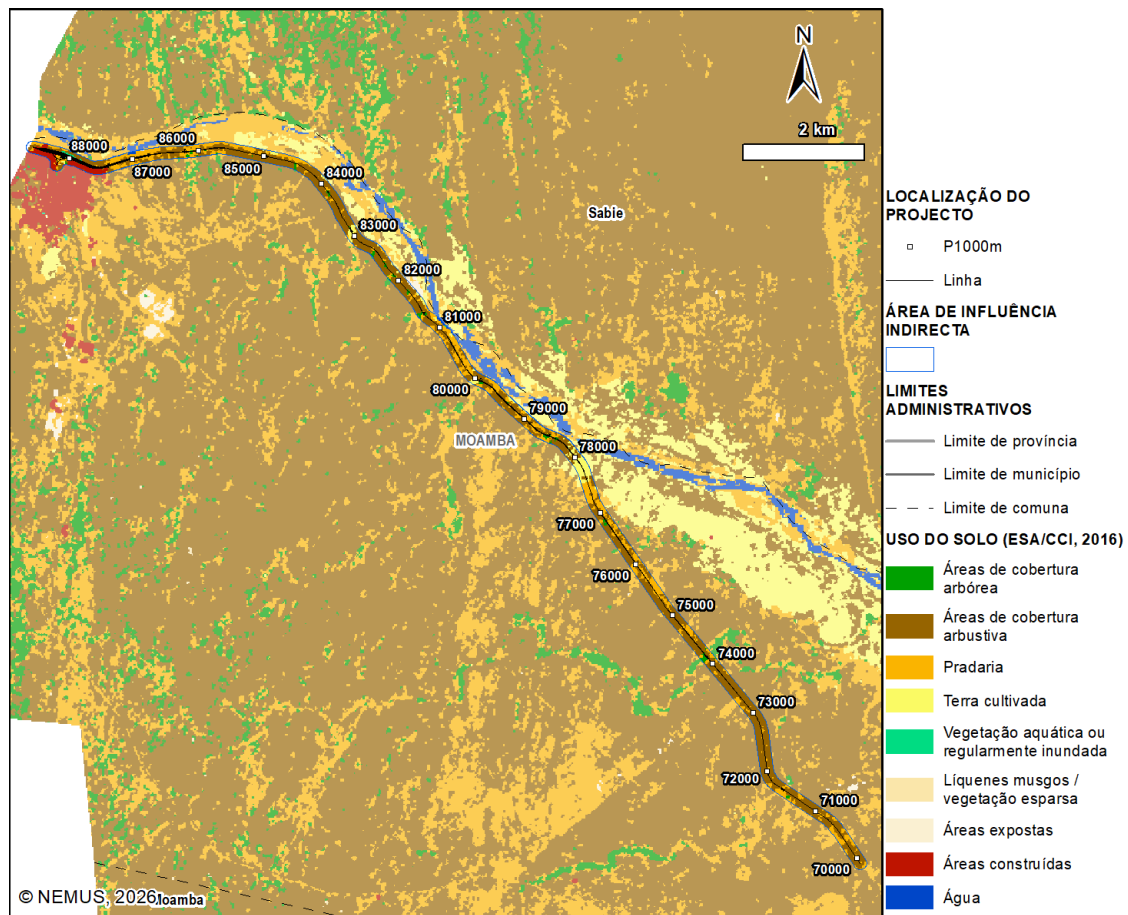 N
2 km
88000
86000
87000
85000
84000
Sabie
83000
82000
81000
80000
79000
MOAMBA
78000
77000
76000
75000
74000
73000
72000
71000
70000
© NEMUS, 2026
Moamba
LOCALIZAÇÃO DO
PROJECTO
P1000m
Linha
ÁREA DE INFLUÊNCIA
INDIRECTA
LIMITES
ADMINISTRATIVOS
Limite de província
Limite de município
Limite de comuna
USO DO SOLO (ESA/CCI, 2016)
Áreas de cobertura
arbórea
Áreas de cobertura
arbustiva
Pradaria
Terra cultivada
Vegetação aquática ou
regularmente inundada
Líquenes musgos /
vegetação esparsa
Áreas expostas
Áreas construídas
Água